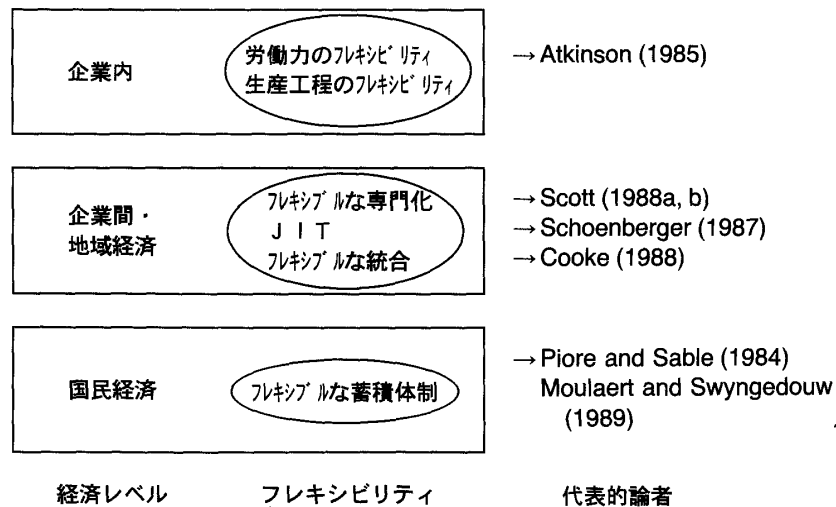 企業内
労働力のﾌﾚｷｼﾋﾞﾘﾃｨ
生産工程のﾌﾚｷｼﾋﾞﾘﾃｨ
→ Atkinson (1985)
企業間・
地域経済
ﾌﾚｷｼﾌﾞﾙな専門化
ＪＩＴ
ﾌﾚｷｼﾌﾞﾙな統合
→ Scott (1988a, b)
→ Schoenberger (1987)
→ Cooke (1988)
国民経済
ﾌﾚｷｼﾌﾞﾙな蓄積体制
→ Piore and Sable (1984)
Moulaert and Swyngedouw
(1989)
経済レベル
フレキシビリティ
代表的論者